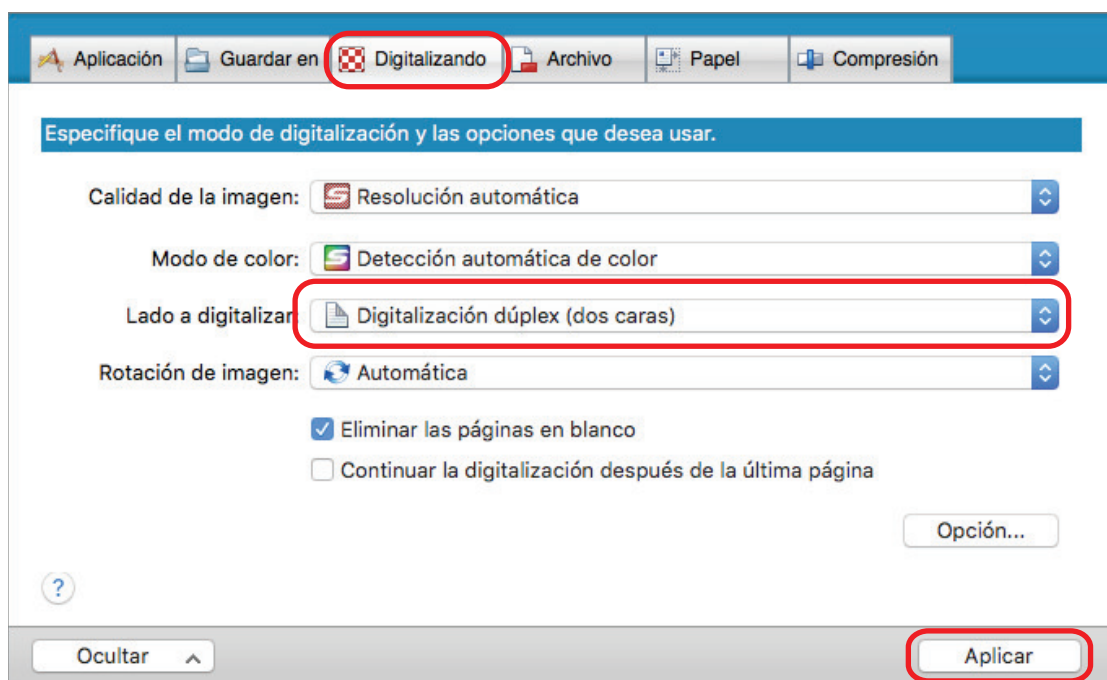 Aplicación Guardar en Digitalizando Archivo Papel Compresión
Especifique el modo de digitalización y las opciones que desea usar.
Calidad de la imagen: Resolución automática
Modo de color: Detección automática de color
Lado a digitalizar: Digitalización dúplex (dos caras)
Rotación de imagen: Automática
Eliminar las páginas en blanco
Continuar la digitalización después de la última página
Opción...
?
Ocultar Aplicar